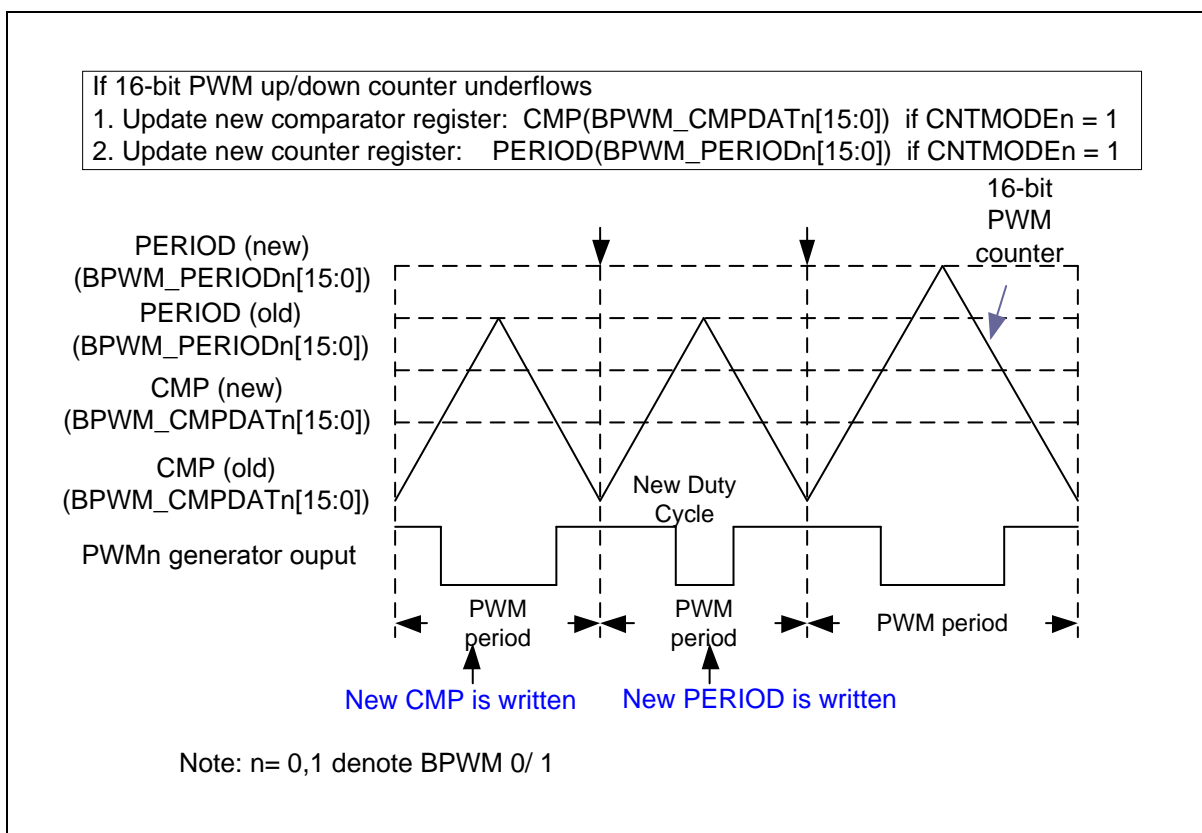 If 16-bit PWM up/down counter underflows
1. Update new comparator register:  CMP(BPWM_CMPDATn[15:0])  if CNTMODEn = 1
2. Update new counter register:    PERIOD(BPWM_PERIODn[15:0])  if CNTMODEn = 1
16-bit
PWM
counter
PERIOD (new)
(BPWM_PERIODn[15:0])
PERIOD (old)
(BPWM_PERIODn[15:0])
CMP (new)
(BPWM_CMPDATn[15:0])
CMP (old)
(BPWM_CMPDATn[15:0])
New Duty
Cycle
PWMn generator ouput
PWM
period
PWM
period
PWM period
New CMP is written
New PERIOD is written
Note: n= 0,1 denote BPWM 0/ 1